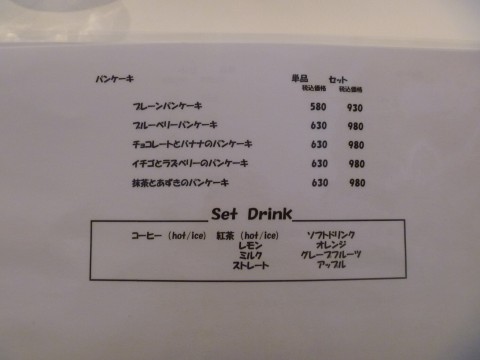 パンケーキ 単品 セット
税込価格 税込価格
プレーンパンケーキ 580 930
ブルーベリーパンケーキ 630 980
チョコレートとバナナのパンケーキ 630 980
イチゴとラズベリーのパンケーキ 630 980
抹茶とあずきのパンケーキ 630 980
Set Drink
コーヒー (hot/ice) 紅茶 (hot/ice) ソフトドリンク
レモン オレンジ
ミルク グレープフルーツ
ストレート アップル